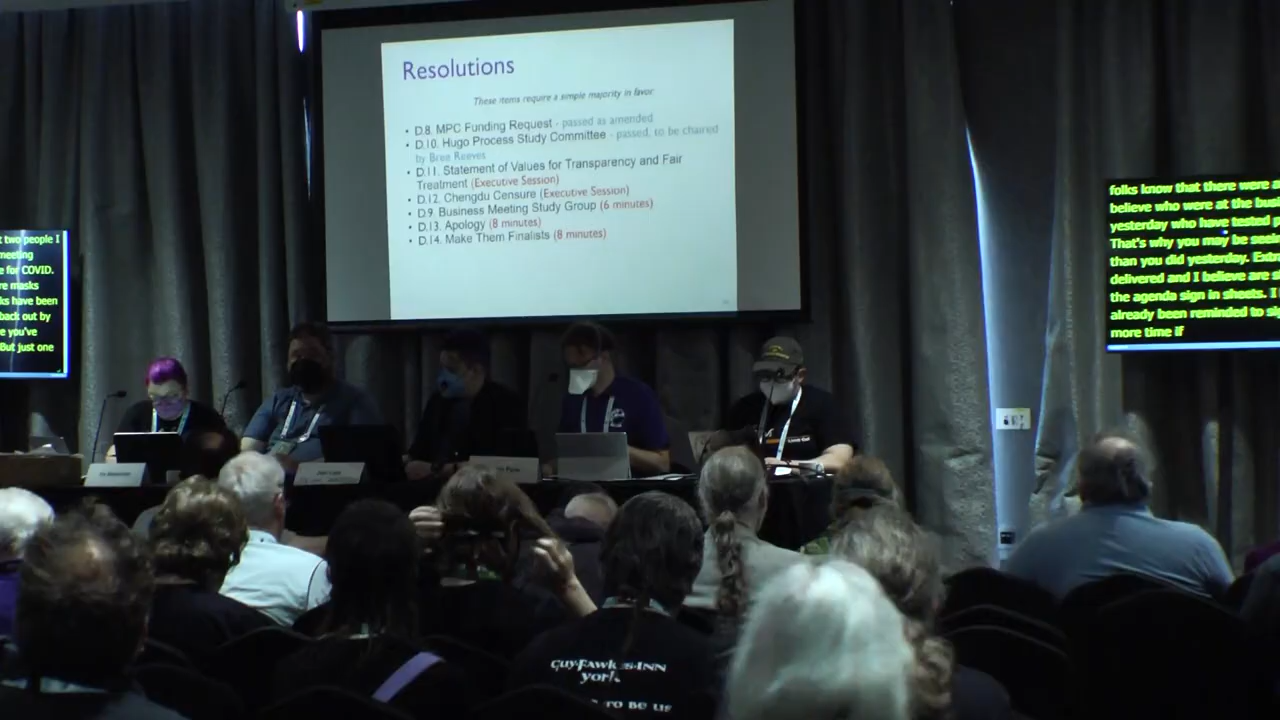 Resolutions
These items require a simple majority in favor
• D.8. MPC Funding Request - passed as amended
• D.10. Hugo Process Study Committee - passed, to be chaired
by Bree Reeves
• D.11. Statement of Values for Transparency and Fair
Treatment (Executive Session)
• D.12. Chengdu Censure (Executive Session)
• D.9. Business Meeting Study Group (6 minutes)
• D.13. Apology (8 minutes)
• D.14. Make Them Finalists (8 minutes)
t two people I
meeting
e for COVID.
re masks
ks have been
back out by
e you've
But just one
folks know that there were a
believe who were at the busi
yesterday who have tested p
That's why you may be seei
than you did yesterday. Extra
delivered and I believe are s
the agenda sign in sheets. I
already been reminded to si
more time if
GuyFawkesINN
york
TO BE US